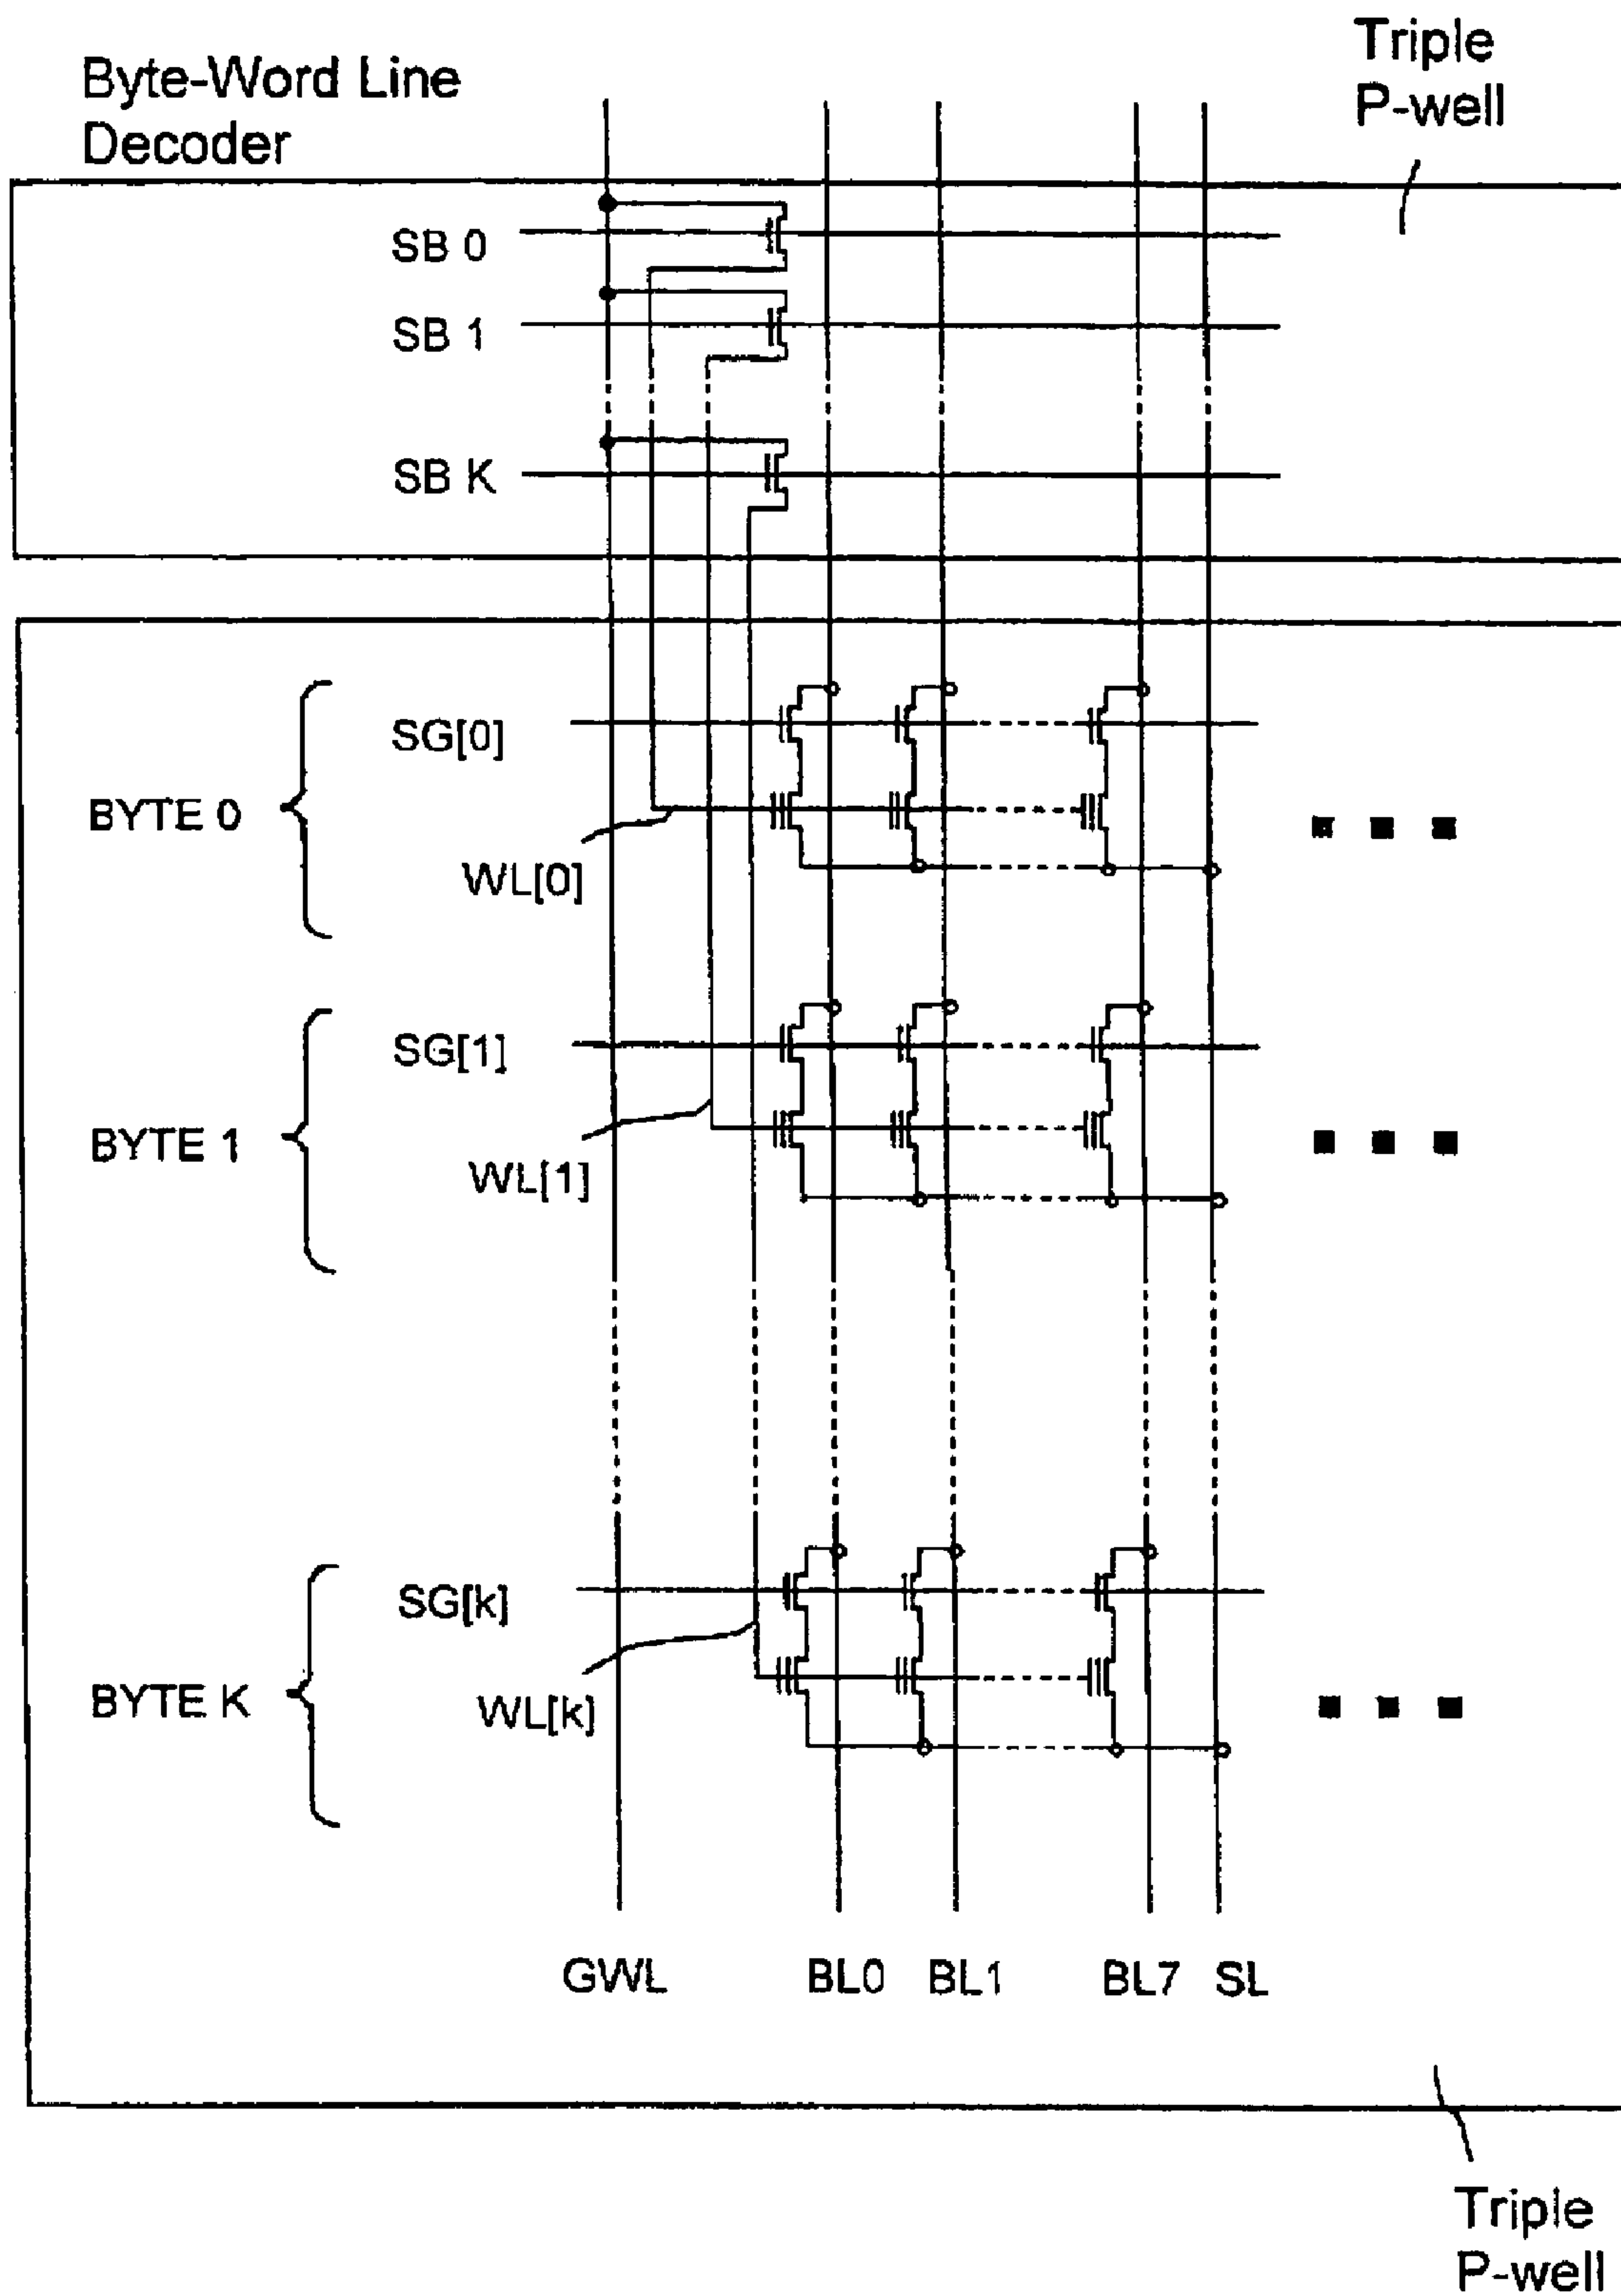 Byte-Word Line
Decoder
Triple
P-well
SB 0
SB 1
SB K
SG[0]
BYTE 0
WL[0]
SG[1]
BYTE 1
WL[1]
SG[k]
BYTE K
WL[k]
GWL BL0 BL1 BL7 SL
Triple
P-well